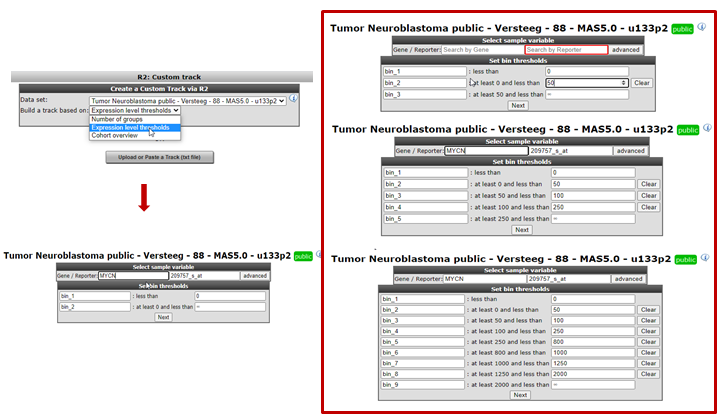 R2: Custom track
Create a Custom Track via R2
Data set: Tumor Neuroblastoma public - Versteeg - 88 - MAS5.0 - u133p2
Build a track based on: Expression level thresholds
Number of groups
Expression level thresholds
Cohort overview
Upload or Paste a Track (txt file)
Tumor Neuroblastoma public - Versteeg - 88 - MAS5.0 - u133p2 public
Select sample variable
Gene / Reporter: MYCN 209757_s_at advanced
Set bin thresholds
bin_1 : less than 0
bin_2 : at least 0 and less than ∞
Next
Tumor Neuroblastoma public - Versteeg - 88 - MAS5.0 - u133p2 public
Select sample variable
Gene / Reporter: Search by Gene Search by Reporter advanced
Set bin thresholds
bin_1 : less than 0
bin_2 : at least 0 and less than 50 Clear
bin_3 : at least 50 and less than ∞
Next
Tumor Neuroblastoma public - Versteeg - 88 - MAS5.0 - u133p2 public
Select sample variable
Gene / Reporter: MYCN 209757_s_at advanced
Set bin thresholds
bin_1 : less than 0
bin_2 : at least 0 and less than 50 Clear
bin_3 : at least 50 and less than 100 Clear
bin_4 : at least 100 and less than 250 Clear
bin_5 : at least 250 and less than ∞
Next
Tumor Neuroblastoma public - Versteeg - 88 - MAS5.0 - u133p2 public
Select sample variable
Gene / Reporter: MYCN 209757_s_at advanced
Set bin thresholds
bin_1 : less than 0
bin_2 : at least 0 and less than 50 Clear
bin_3 : at least 50 and less than 100 Clear
bin_4 : at least 100 and less than 250 Clear
bin_5 : at least 250 and less than 800 Clear
bin_6 : at least 800 and less than 1000 Clear
bin_7 : at least 1000 and less than 1250 Clear
bin_8 : at least 1250 and less than 2000 Clear
bin_9 : at least 2000 and less than ∞
Next